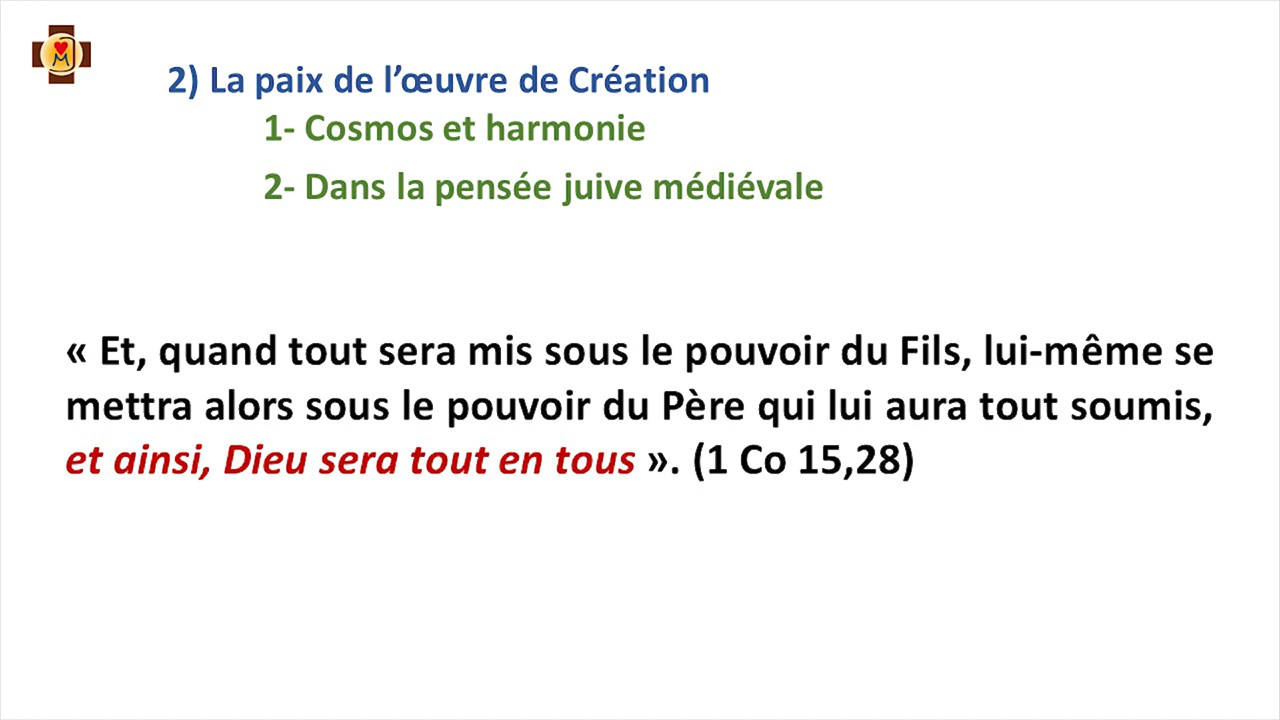 2) La paix de l’œuvre de Création
1- Cosmos et harmonie
2- Dans la pensée juive médiévale
« Et, quand tout sera mis sous le pouvoir du Fils, lui-même se
mettra alors sous le pouvoir du Père qui lui aura tout soumis,
et ainsi, Dieu sera tout en tous ». (1 Co 15,28)